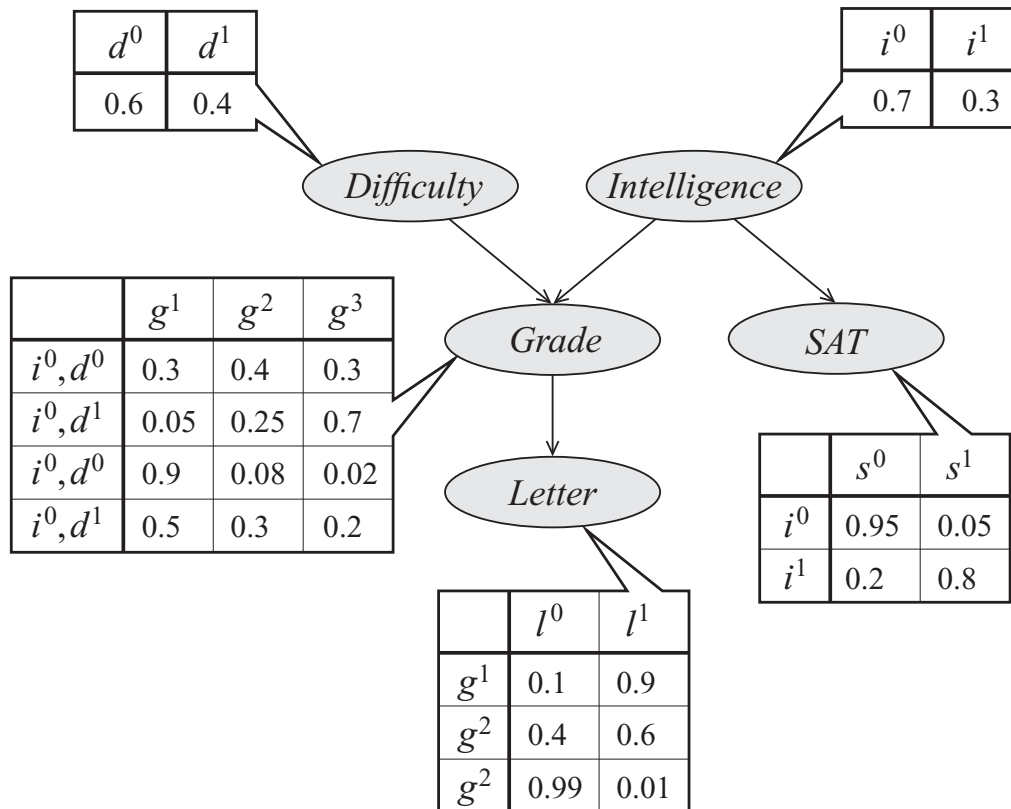 d⁰ d¹
0.6 0.4
i⁰ i¹
0.7 0.3
Difficulty
Intelligence
g¹ g² g³
i⁰,d⁰ 0.3 0.4 0.3
i⁰,d¹ 0.05 0.25 0.7
i⁰,d⁰ 0.9 0.08 0.02
i⁰,d¹ 0.5 0.3 0.2
Grade
SAT
Letter
s⁰ s¹
i⁰ 0.95 0.05
i¹ 0.2 0.8
l⁰ l¹
g¹ 0.1 0.9
g² 0.4 0.6
g² 0.99 0.01